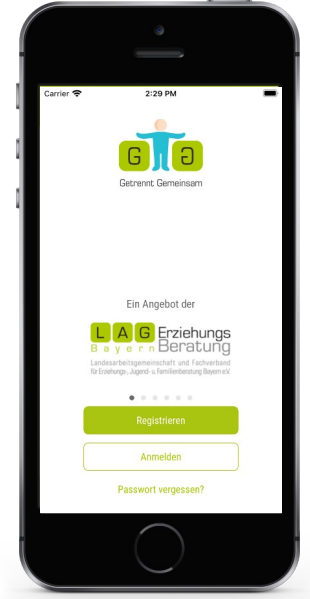 Carrier 2:29 PM
G G
Getrennt Gemeinsam
Ein Angebot der
LAG Erziehungs
Bayern Beratung
Landesarbeitsgemeinschaft und Fachverband
für Erziehungs-, Jugend- u. Familienberatung Bayern e.V.
Registrieren
Anmelden
Passwort vergessen?